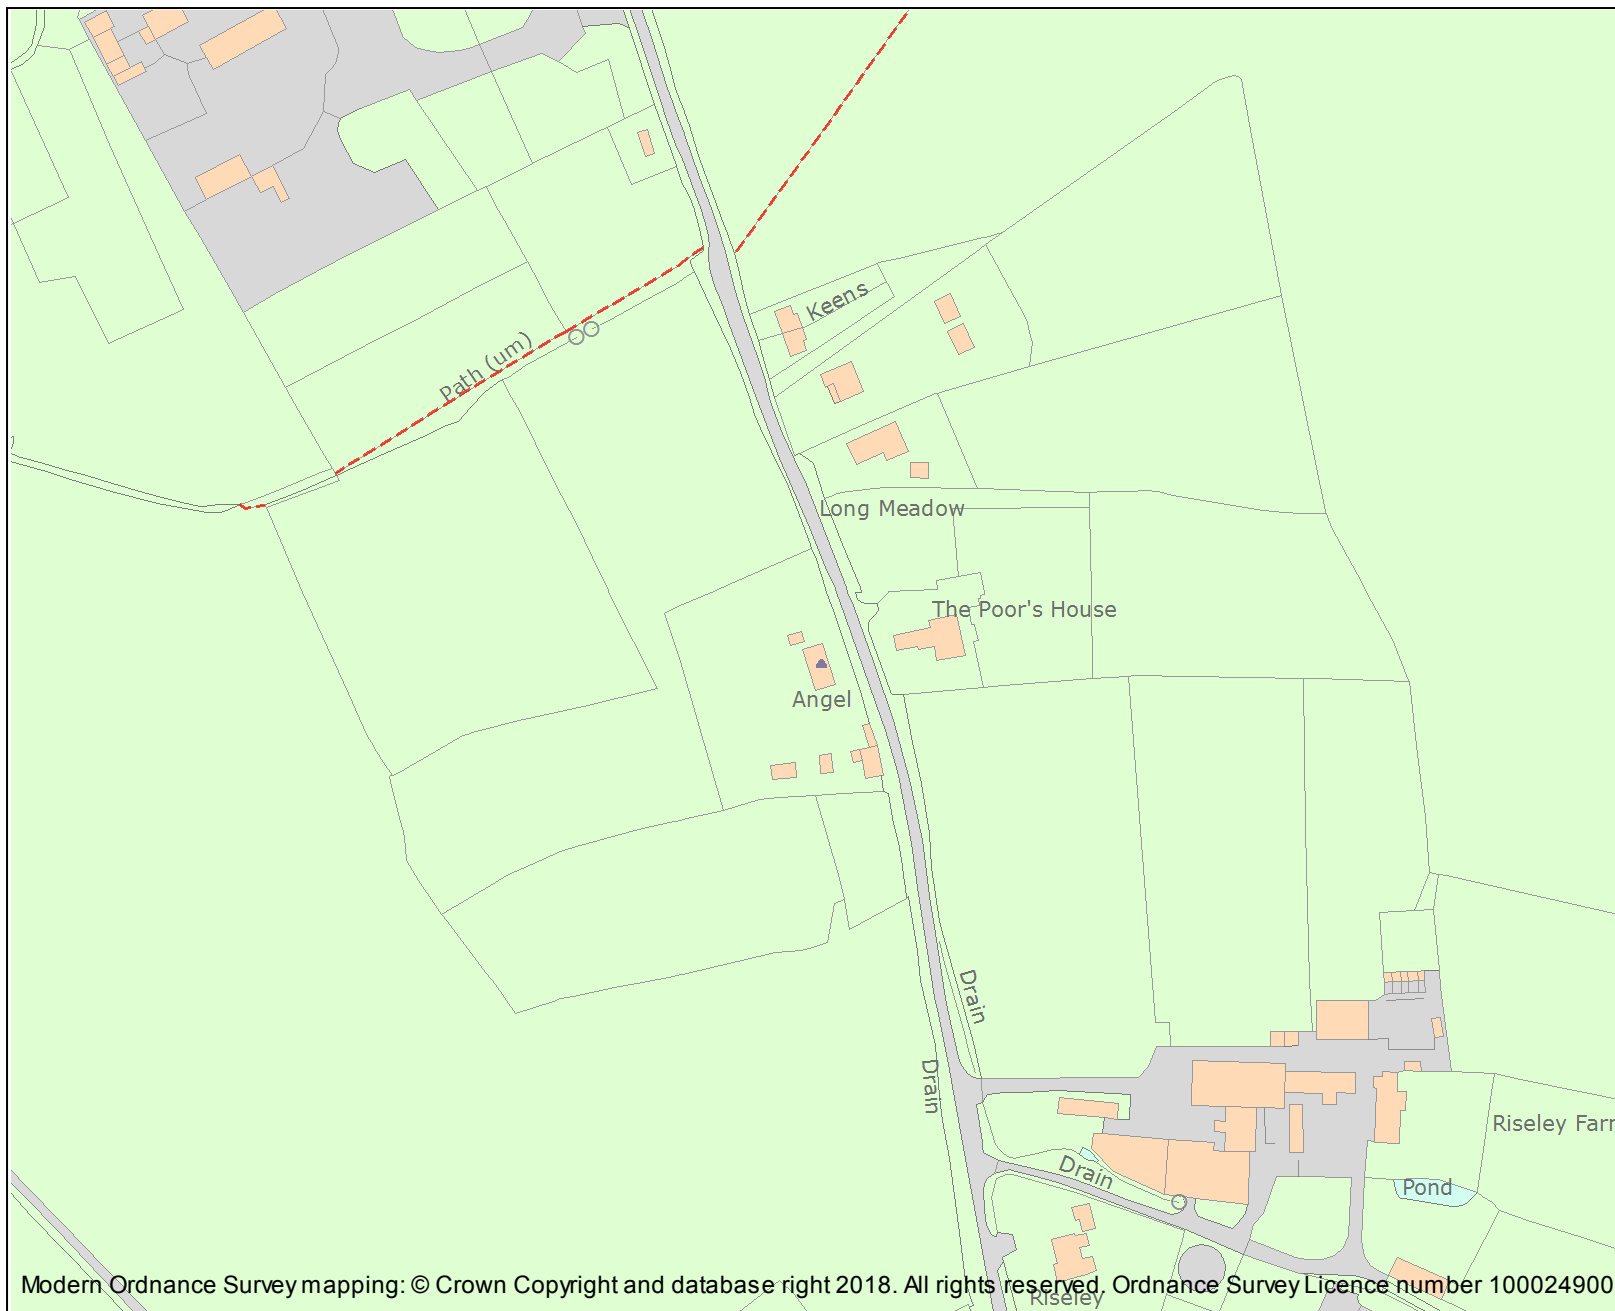 Keens
Path (um)
Long Meadow
The Poor's House
Angel
Drain
Drain
Riseley Farm
Drain
Pond
Riseley
Modern Ordnance Survey mapping: © Crown Copyright and database right 2018. All rights reserved. Ordnance Survey Licence number 100024900